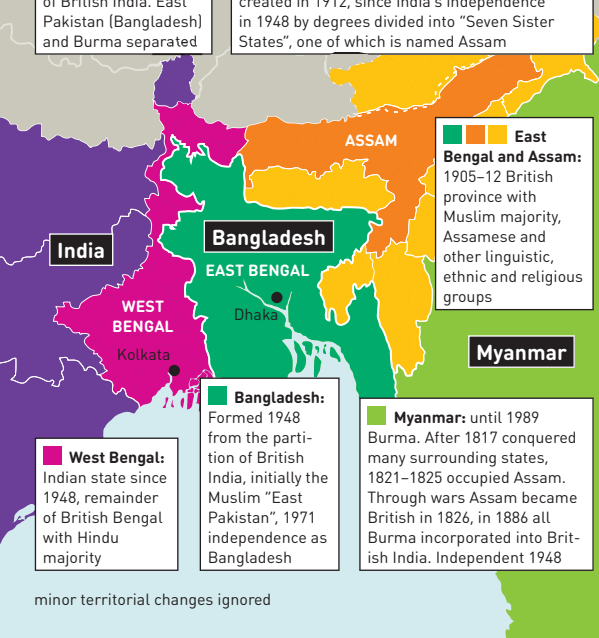 of British India. East
Pakistan (Bangladesh)
and Burma separated
created in 1912, since India's independence
in 1948 by degrees divided into "Seven Sister
States", one of which is named Assam
ASSAM
East
Bengal and Assam:
1905–12 British
province with
Muslim majority,
Assamese and
other linguistic,
ethnic and religious
groups
India
Bangladesh
EAST BENGAL
Dhaka
WEST
BENGAL
Kolkata
Myanmar
West Bengal:
Indian state since
1948, remainder
of British Bengal
with Hindu
majority
Bangladesh:
Formed 1948
from the parti-
tion of British
India, initially the
Muslim "East
Pakistan", 1971
independence as
Bangladesh
Myanmar: until 1989
Burma. After 1817 conquered
many surrounding states,
1821–1825 occupied Assam.
Through wars Assam became
British in 1826, in 1886 all
Burma incorporated into Brit-
ish India. Independent 1948
minor territorial changes ignored